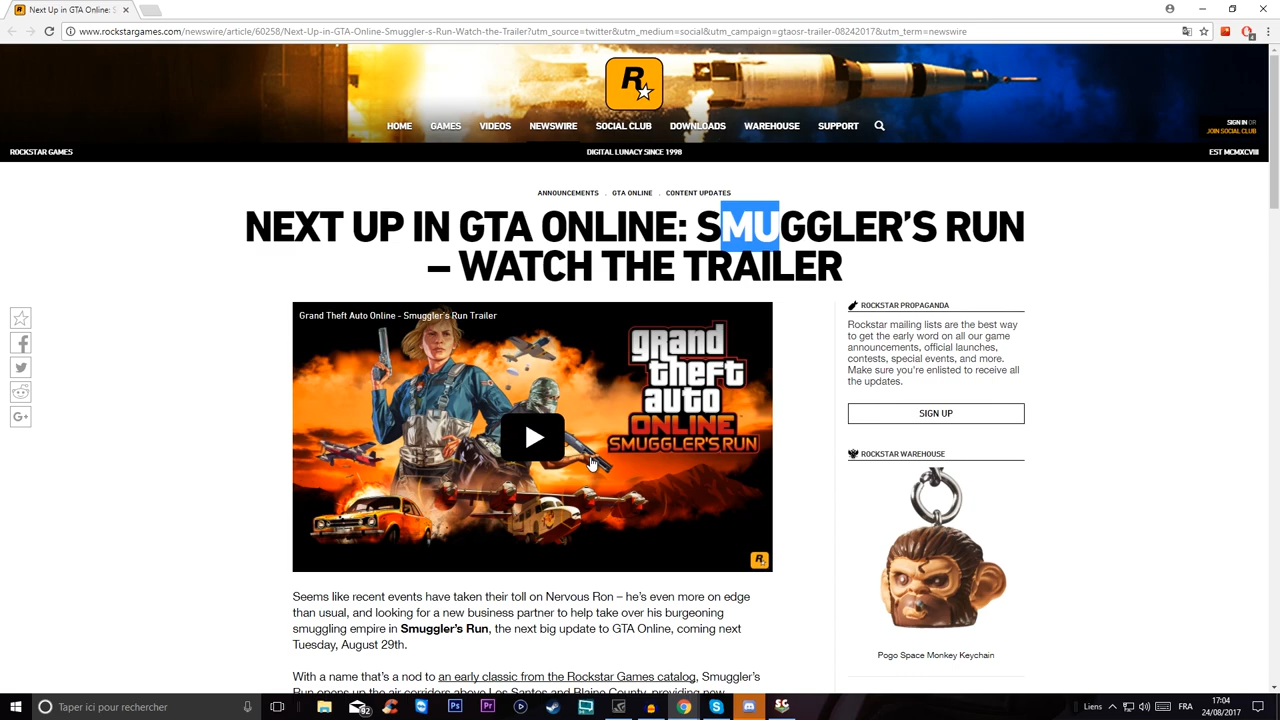 Next Up in GTA Online: S
www.rockstargames.com/newswire/article/60258/Next-Up-in-GTA-Online-Smuggler-s-Run-Watch-the-Trailer?utm_source=twitter&utm_medium=social&utm_campaign=gtaosr-trailer-08242017&utm_term=newswire
R
HOME GAMES VIDEOS NEWSWIRE SOCIAL CLUB DOWNLOADS WAREHOUSE SUPPORT
SIGN IN OR
JOIN SOCIAL CLUB
ROCKSTAR GAMES DIGITAL LUNACY SINCE 1998 EST MCMXCVIII
ANNOUNCEMENTS . GTA ONLINE . CONTENT UPDATES
NEXT UP IN GTA ONLINE: SMUGGLER'S RUN
– WATCH THE TRAILER
Grand Theft Auto Online - Smuggler's Run Trailer
grand
theft
auto
ONLINE
SMUGGLER'S RUN
R
Seems like recent events have taken their toll on Nervous Ron – he's even more on edge
than usual, and looking for a new business partner to help take over his burgeoning
smuggling empire in Smuggler's Run, the next big update to GTA Online, coming next
Tuesday, August 29th.
With a name that's a nod to an early classic from the Rockstar Games catalog, Smuggler's
Run opens up the air corridors above Los Santos and Blaine County, providing new
ROCKSTAR PROPAGANDA
Rockstar mailing lists are the best way
to get the early word on all our game
announcements, official launches,
contests, special events, and more.
Make sure you're enlisted to receive all
the updates.
SIGN UP
ROCKSTAR WAREHOUSE
Pogo Space Monkey Keychain
G+
Taper ici pour rechercher
Ps
Pr
SC
Liens
FRA
17:04
24/08/2017